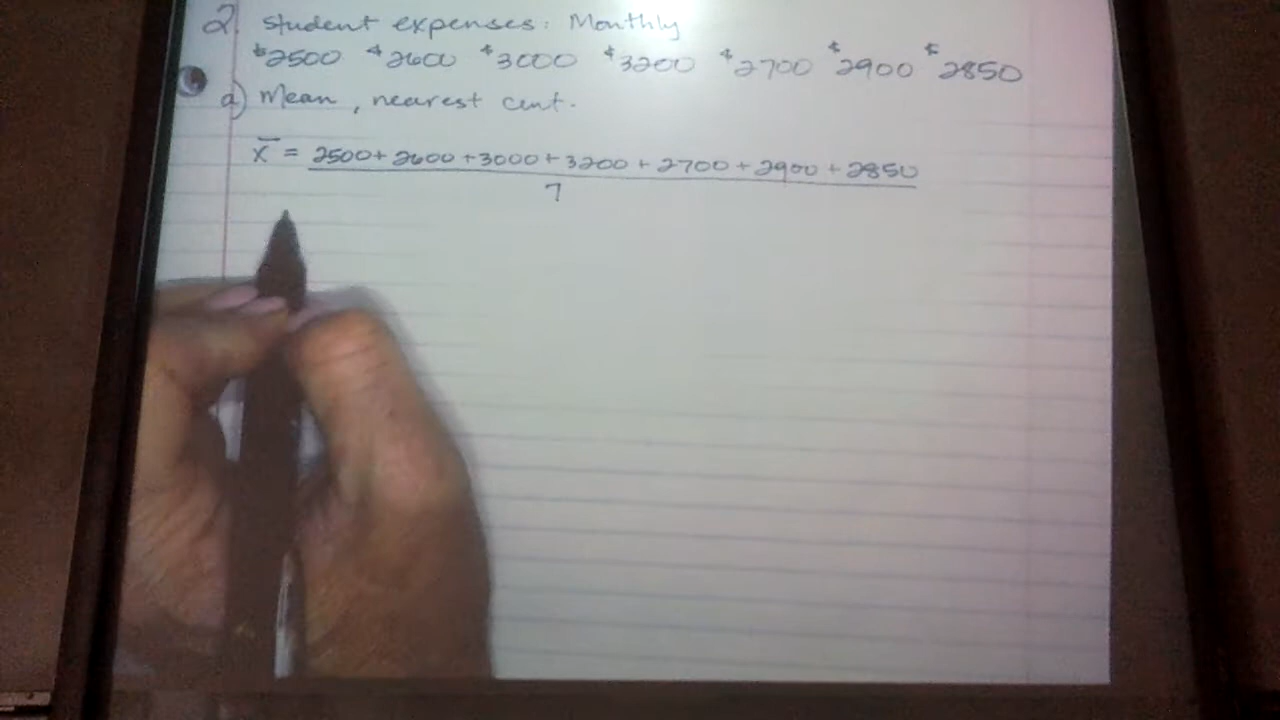 2. Student expenses: Monthly
$2500 $2600 $3000 $3200 $2700 $2900 $2850
a) Mean, nearest cent.
x̄ = 2500+2600+3000+3200+2700+2900+2850
7